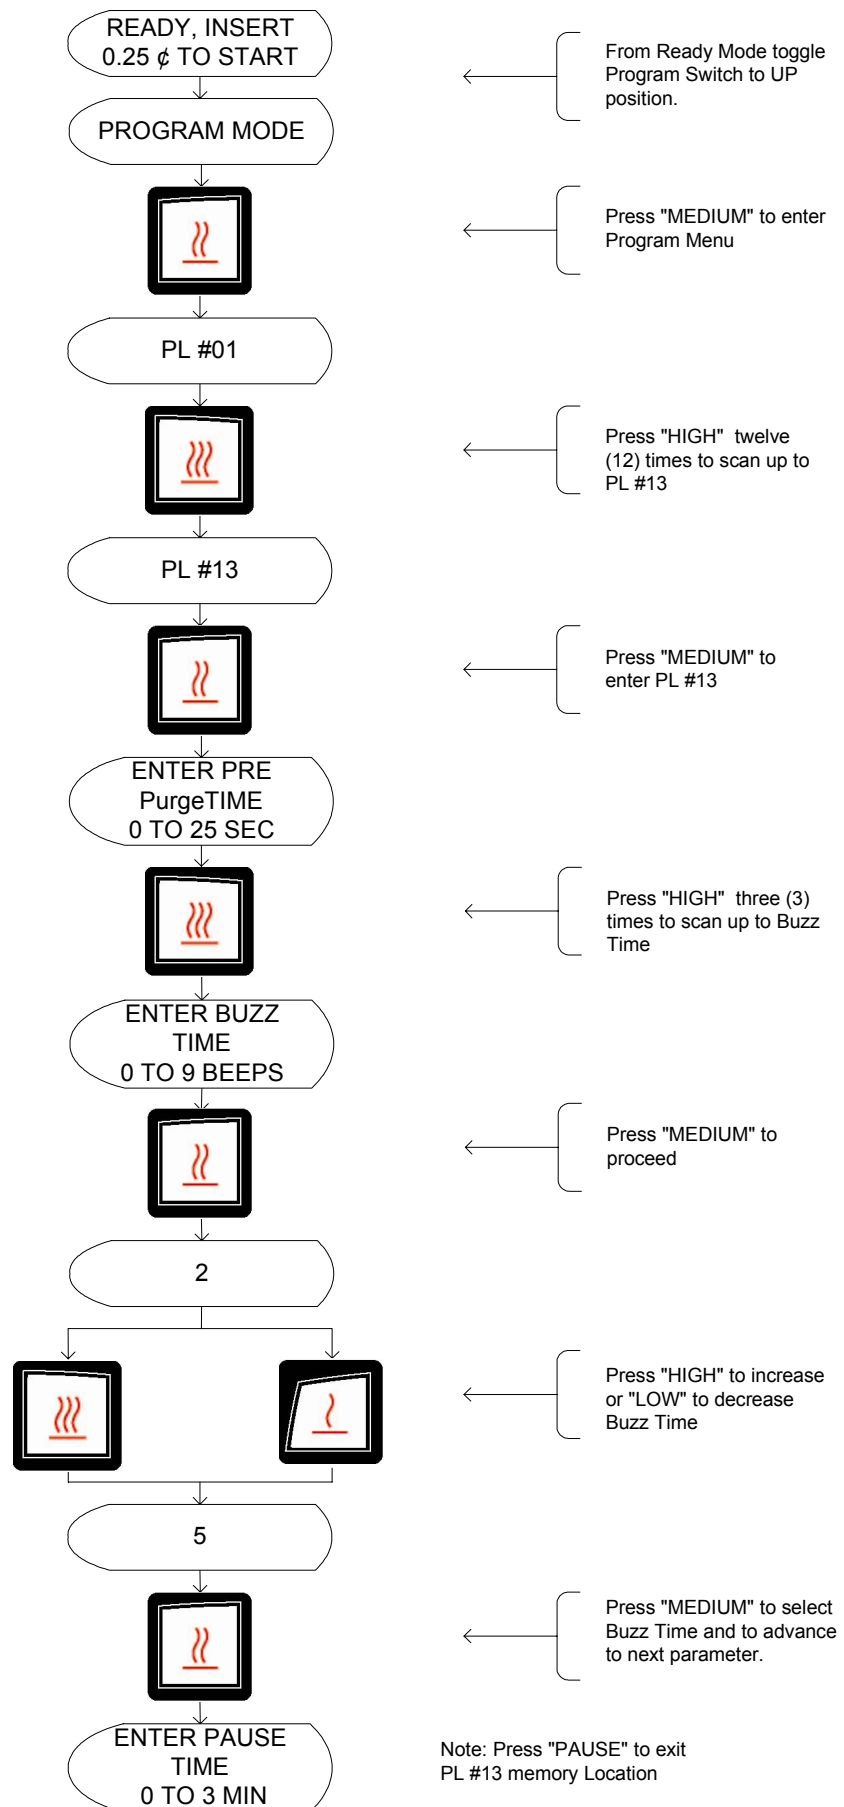 READY, INSERT
0.25 ¢ TO START
From Ready Mode toggle
Program Switch to UP
position.
PROGRAM MODE
Press "MEDIUM" to enter
Program Menu
PL #01
Press "HIGH" twelve
(12) times to scan up to
PL #13
PL #13
Press "MEDIUM" to
enter PL #13
ENTER PRE
PurgeTIME
0 TO 25 SEC
Press "HIGH" three (3)
times to scan up to Buzz
Time
ENTER BUZZ
TIME
0 TO 9 BEEPS
Press "MEDIUM" to
proceed
2
Press "HIGH" to increase
or "LOW" to decrease
Buzz Time
5
Press "MEDIUM" to select
Buzz Time and to advance
to next parameter.
ENTER PAUSE
TIME
0 TO 3 MIN
Note: Press "PAUSE" to exit
PL #13 memory Location